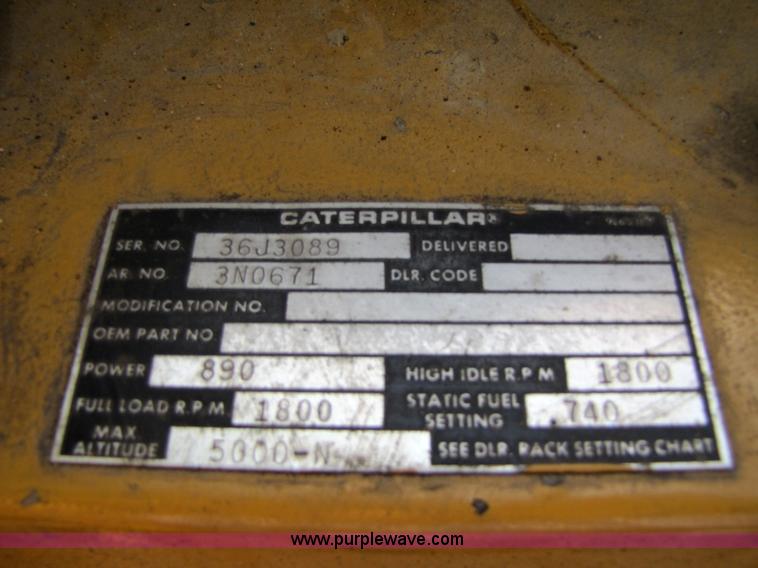 CATERPILLAR®
SER. NO. 36J3089 DELIVERED
AR. NO. 3N0671 DLR. CODE
MODIFICATION NO.
OEM PART NO
POWER 890 HIGH IDLE R.P.M. 1800
FULL LOAD R.P.M. 1800 STATIC FUEL SETTING .740
MAX. ALTITUDE 5000-N SEE DLR. RACK SETTING CHART
www.purplewave.com